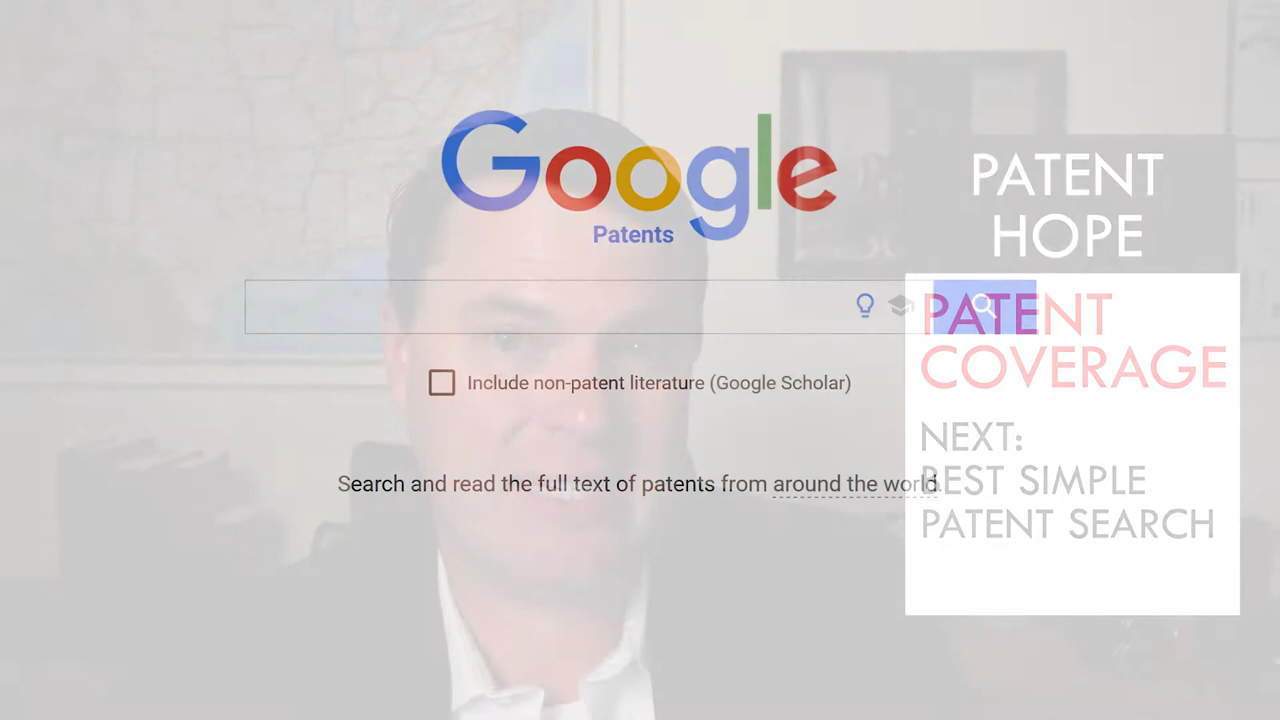 Google
Patents
Include non-patent literature (Google Scholar)
Search and read the full text of patents from around the world.
PATENT
HOPE
PATENT
COVERAGE
NEXT:
BEST SIMPLE
PATENT SEARCH